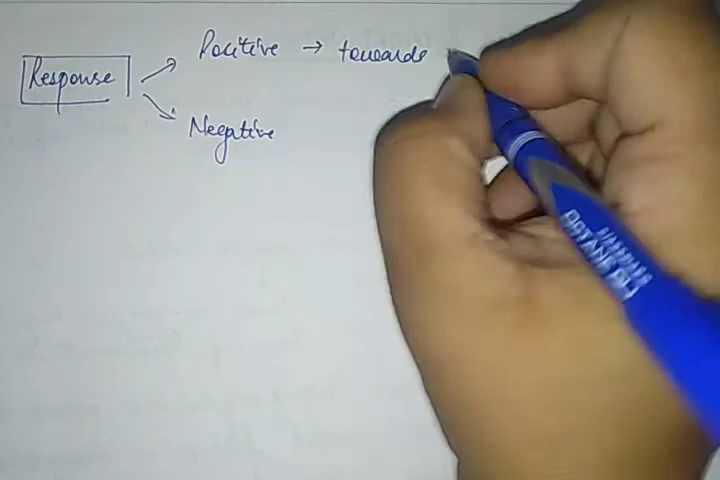 Positive → towards
Response
Negative